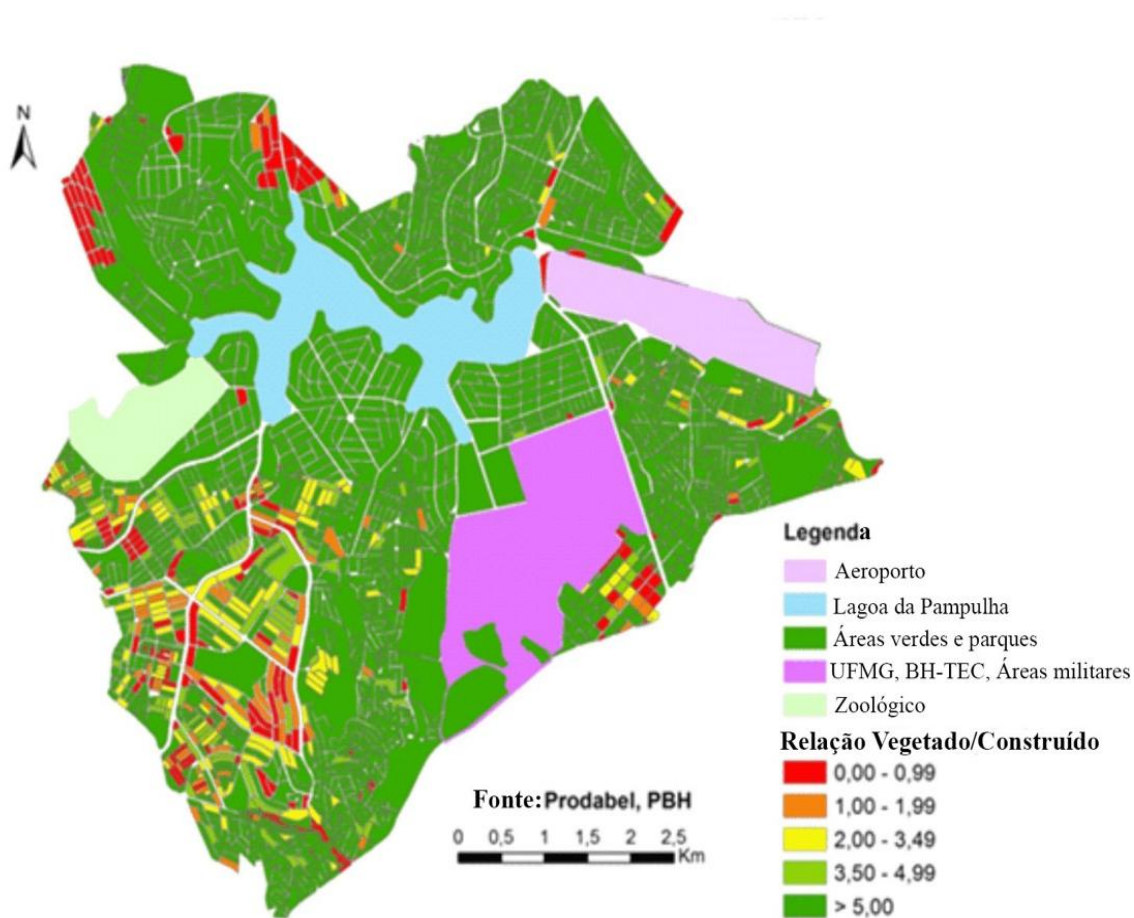 N
Legenda
Aeroporto
Lagoa da Pampulha
Áreas verdes e parques
UFMG, BH-TEC, Áreas militares
Zoológico
Relação Vegetado/Construído
0,00 - 0,99
1,00 - 1,99
2,00 - 3,49
3,50 - 4,99
> 5,00
Fonte: Prodabel, PBH
0 0,5 1 1,5 2 2,5
Km